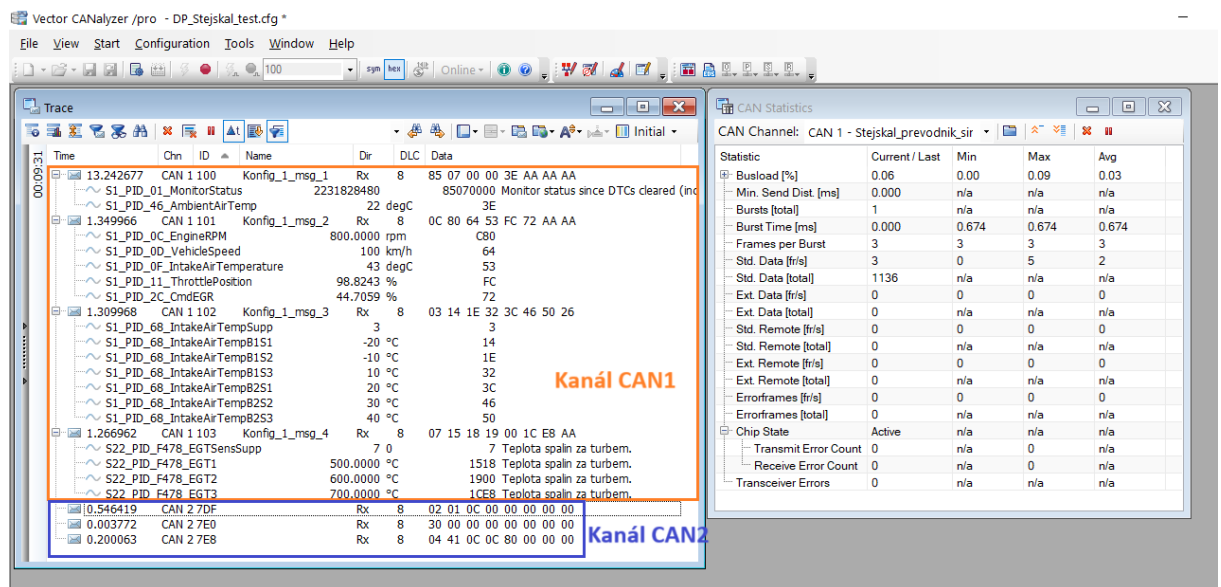 Vector CANalyzer /pro - DP_Stejskal_test.cfg *
File View Start Configuration Tools Window Help
100 sym hex Online
Trace
CAN Statistics
Initial
CAN Channel: CAN 1 - Stejskal_prevodnik_sir
00:09:31
Time Chn ID Name Dir DLC Data
13.242677 CAN 1 100 Konfig_1_msg_1 Rx 8 85 07 00 00 3E AA AA AA
S1_PID_01_MonitorStatus 2231828480 85070000 Monitor status since DTCs cleared (inc
S1_PID_46_AmbientAirTemp 22 degC 3E
1.349966 CAN 1 101 Konfig_1_msg_2 Rx 8 0C 80 64 53 FC 72 AA AA
S1_PID_0C_EngineRPM 800.0000 rpm C80
S1_PID_0D_VehicleSpeed 100 km/h 64
S1_PID_0F_IntakeAirTemperature 43 degC 53
S1_PID_11_ThrottlePosition 98.8243 % FC
S1_PID_2C_CmdEGR 44.7059 % 72
1.309968 CAN 1 102 Konfig_1_msg_3 Rx 8 03 14 1E 32 3C 46 50 26
S1_PID_68_IntakeAirTempSupp 3 3
S1_PID_68_IntakeAirTempB1S1 -20 °C 14
S1_PID_68_IntakeAirTempB1S2 -10 °C 1E
S1_PID_68_IntakeAirTempB1S3 10 °C 32
S1_PID_68_IntakeAirTempB2S1 20 °C 3C
S1_PID_68_IntakeAirTempB2S2 30 °C 46
S1_PID_68_IntakeAirTempB2S3 40 °C 50
Kanál CAN1
1.266962 CAN 1 103 Konfig_1_msg_4 Rx 8 07 15 18 19 00 1C E8 AA
S22_PID_F478_EGTSensSupp 7 0 7 Teplota spalin za turbem.
S22_PID_F478_EGT1 500.0000 °C 1518 Teplota spalin za turbem.
S22_PID_F478_EGT2 600.0000 °C 1900 Teplota spalin za turbem.
S22_PID_F478_EGT3 700.0000 °C 1CE8 Teplota spalin za turbem.
0.546419 CAN 2 7DF Rx 8 02 01 0C 00 00 00 00 00
0.003772 CAN 2 7E0 Rx 8 30 00 00 00 00 00 00 00
0.200063 CAN 2 7E8 Rx 8 04 41 0C 0C 80 00 00 00
Kanál CAN2
Statistic Current / Last Min Max Avg
Busload [%] 0.06 0.00 0.09 0.03
Min. Send Dist. [ms] 0.000 n/a n/a n/a
Bursts [total] 1 n/a n/a n/a
Burst Time [ms] 0.000 0.674 0.674 0.674
Frames per Burst 3 3 3 3
Std. Data [fr/s] 3 0 5 2
Std. Data [total] 1136 n/a n/a n/a
Ext. Data [fr/s] 0 0 0 0
Ext. Data [total] 0 n/a n/a n/a
Std. Remote [fr/s] 0 0 0 0
Std. Remote [total] 0 n/a n/a n/a
Ext. Remote [fr/s] 0 0 0 0
Ext. Remote [total] 0 n/a n/a n/a
Errorframes [fr/s] 0 0 0 0
Errorframes [total] 0 n/a n/a n/a
Chip State Active n/a n/a n/a
Transmit Error Count 0 n/a 0 n/a
Receive Error Count 0 n/a 0 n/a
Transceiver Errors 0 n/a n/a n/a